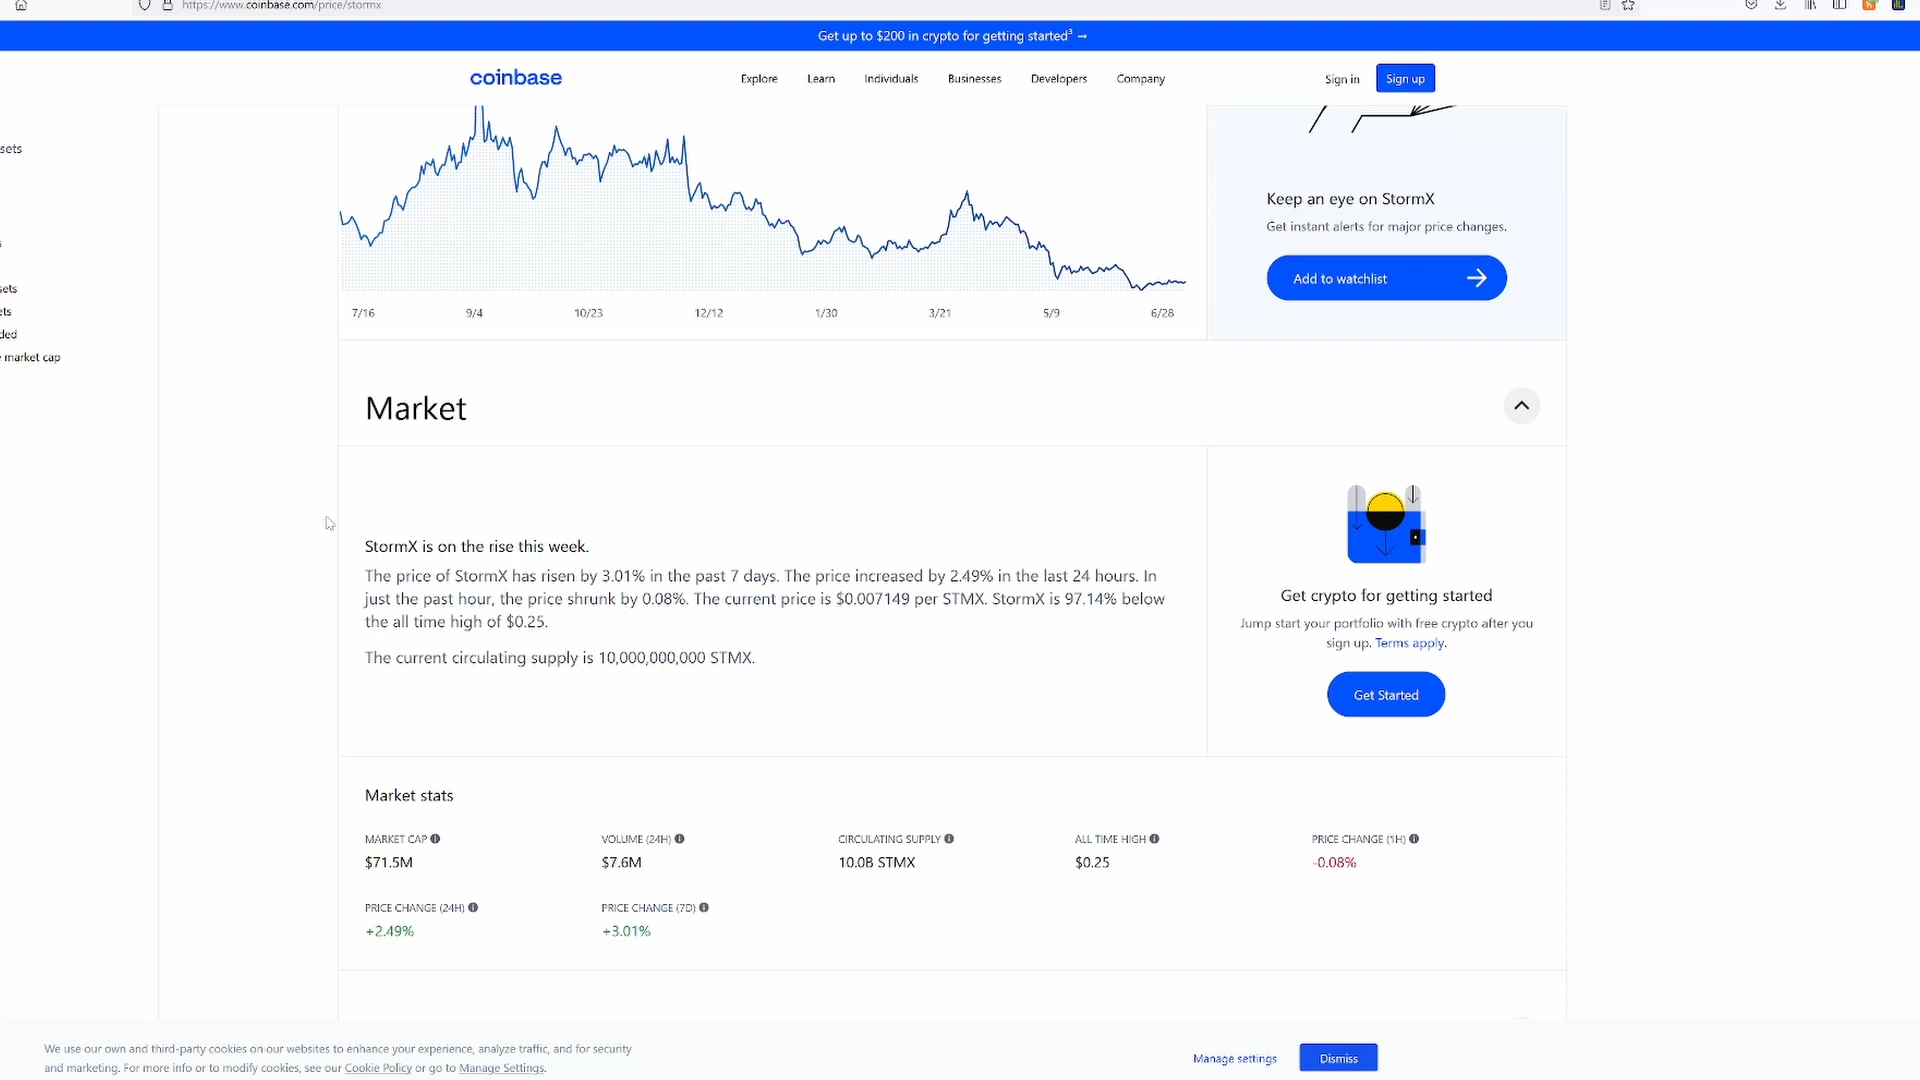 https://www.coinbase.com/price/stormx
Get up to $200 in crypto for getting started³ →
coinbase
Explore
Learn
Individuals
Businesses
Developers
Company
Sign in
Sign up
sets
s
sets
ets
ded
market cap
7/16
9/4
10/23
12/12
1/30
3/21
5/9
6/28
Keep an eye on StormX
Get instant alerts for major price changes.
Add to watchlist
Market
StormX is on the rise this week.
The price of StormX has risen by 3.01% in the past 7 days. The price increased by 2.49% in the last 24 hours. In
just the past hour, the price shrunk by 0.08%. The current price is $0.007149 per STMX. StormX is 97.14% below
the all time high of $0.25.
The current circulating supply is 10,000,000,000 STMX.
Get crypto for getting started
Jump start your portfolio with free crypto after you
sign up. Terms apply.
Get Started
Market stats
MARKET CAP
$71.5M
VOLUME (24H)
$7.6M
CIRCULATING SUPPLY
10.0B STMX
ALL TIME HIGH
$0.25
PRICE CHANGE (1H)
-0.08%
PRICE CHANGE (24H)
+2.49%
PRICE CHANGE (7D)
+3.01%
We use our own and third-party cookies on our websites to enhance your experience, analyze traffic, and for security
and marketing. For more info or to modify cookies, see our Cookie Policy or go to Manage Settings.
Manage settings
Dismiss